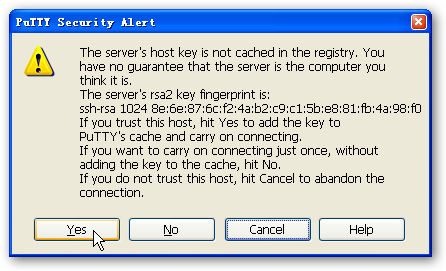 PuTTY Security Alert
The server's host key is not cached in the registry. You
have no guarantee that the server is the computer you
think it is.
The server's rsa2 key fingerprint is:
ssh-rsa 1024 8e:6e:87:6c:f2:4a:b2:c9:c1:5b:e8:81:fb:4a:98:f0
If you trust this host, hit Yes to add the key to
PuTTY's cache and carry on connecting.
If you want to carry on connecting just once, without
adding the key to the cache, hit No.
If you do not trust this host, hit Cancel to abandon the
connection.
Yes No Cancel Help